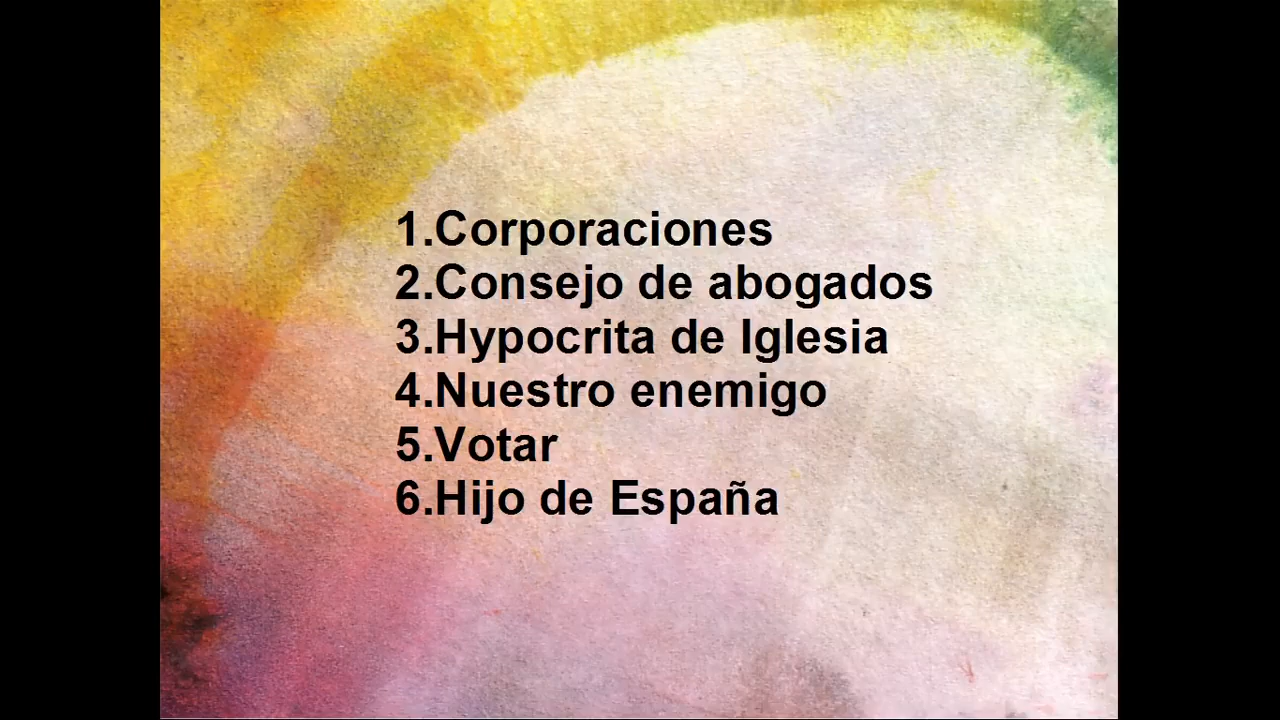 1.Corporaciones
2.Consejo de abogados
3.Hypocrita de Iglesia
4.Nuestro enemigo
5.Votar
6.Hijo de España